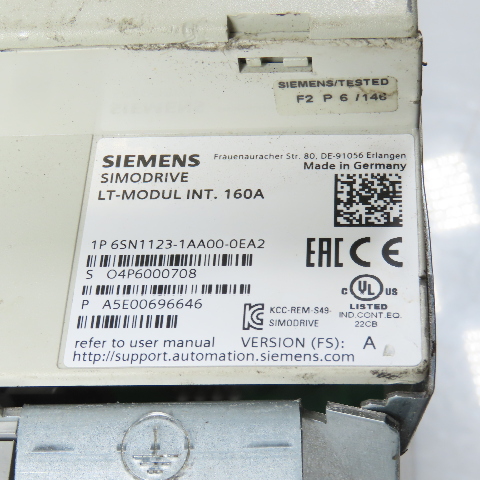 SIEMENS/TESTED
F2 P 6 /146
SIEMENS Frauenauracher Str. 80, DE-91056 Erlangen
SIMODRIVE Made in Germany
LT-MODUL INT. 160A
1P 6SN1123-1AA00-0EA2
EAC CE
S O4P6000708
c UL US
LISTED
P A5E00696646
KCC-REM-S49- IND.CONT.EQ.
SIMODRIVE 22CB
refer to user manual VERSION (FS): A
http://support.automation.siemens.com